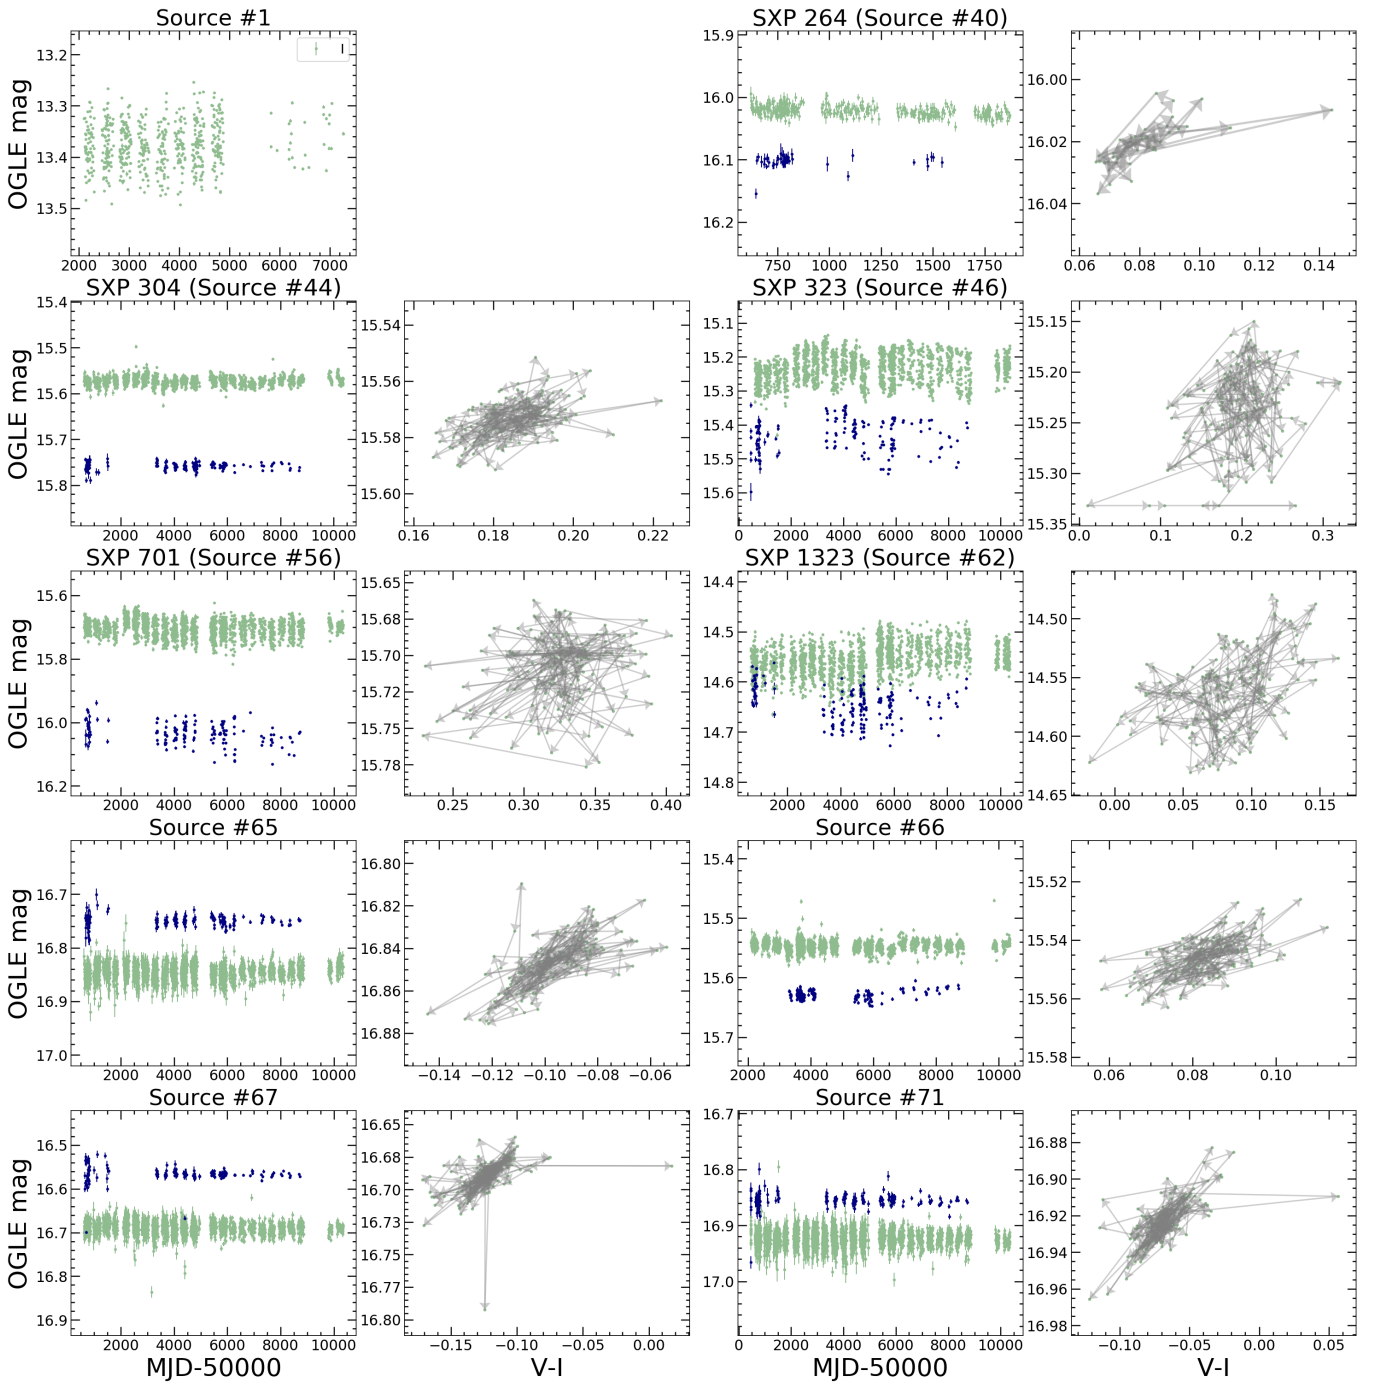 Source #1
SXP 264 (Source #40)
OGLE mag
13.2
13.3
13.4
13.5
I
2000 3000 4000 5000 6000 7000
15.9
16.0
16.1
16.2
750 1000 1250 1500 1750
16.00
16.02
16.04
0.06 0.08 0.10 0.12 0.14
SXP 304 (Source #44)
SXP 323 (Source #46)
OGLE mag
15.4
15.5
15.6
15.7
15.8
2000 4000 6000 8000 10000
15.54
15.56
15.58
15.60
0.16 0.18 0.20 0.22
15.1
15.2
15.3
15.4
15.5
15.6
0 2000 4000 6000 8000 10000
15.15
15.20
15.25
15.30
15.35
0.0 0.1 0.2 0.3
SXP 701 (Source #56)
SXP 1323 (Source #62)
OGLE mag
15.6
15.8
16.0
16.2
2000 4000 6000 8000 10000
15.65
15.68
15.70
15.72
15.75
15.78
0.25 0.30 0.35 0.40
14.4
14.5
14.6
14.7
14.8
2000 4000 6000 8000 10000
14.50
14.55
14.60
14.65
0.00 0.05 0.10 0.15
Source #65
Source #66
OGLE mag
16.7
16.8
16.9
17.0
2000 4000 6000 8000 10000
16.80
16.82
16.84
16.86
16.88
−0.14 −0.12 −0.10 −0.08 −0.06
15.4
15.5
15.6
15.7
2000 4000 6000 8000 10000
15.52
15.54
15.56
15.58
0.06 0.08 0.10
Source #67
Source #71
OGLE mag
16.5
16.6
16.7
16.8
16.9
2000 4000 6000 8000 10000
16.65
16.68
16.70
16.73
16.75
16.77
16.80
−0.15 −0.10 −0.05 0.00
16.7
16.8
16.9
17.0
0 2000 4000 6000 8000 10000
16.88
16.90
16.92
16.94
16.96
16.98
−0.10 −0.05 0.00 0.05
MJD-50000
V-I
MJD-50000
V-I